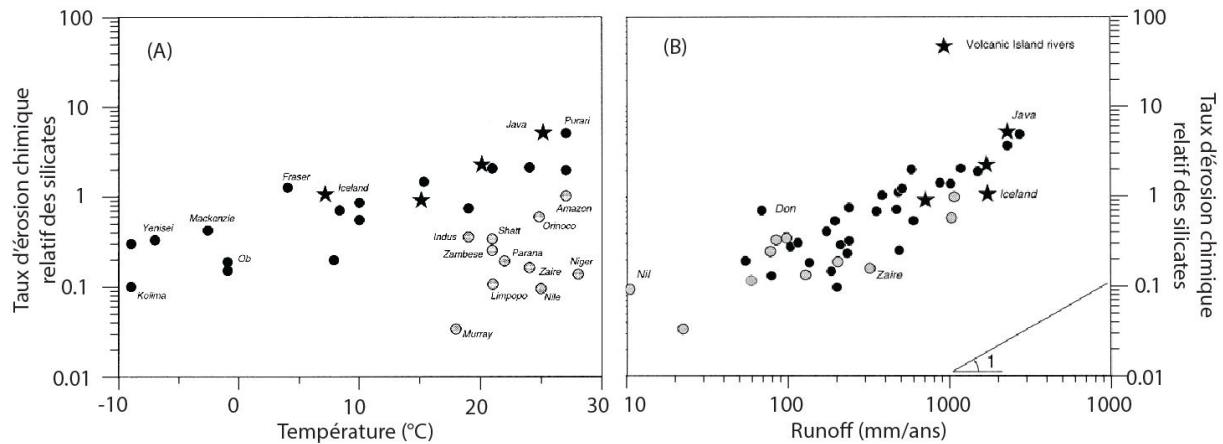 100
10
1
0.1
0.01
Taux d'érosion chimique
relatif des silicates
(A)
Java
Purari
Fraser
Iceland
Mackenzie
Yenisei
Ob
Kolima
Amazon
Orinoco
Indus
Shatt
Zambese
Parana
Zaire
Niger
Limpopo
Nile
Murray
-10
0
10
20
30
Température (°C)
(B)
Volcanic Island rivers
Java
Iceland
Don
Nil
Zaire
1
10
100
1000
1000
Runoff (mm/ans)
100
10
1
0.1
0.01
Taux d'érosion chimique
relatif des silicates